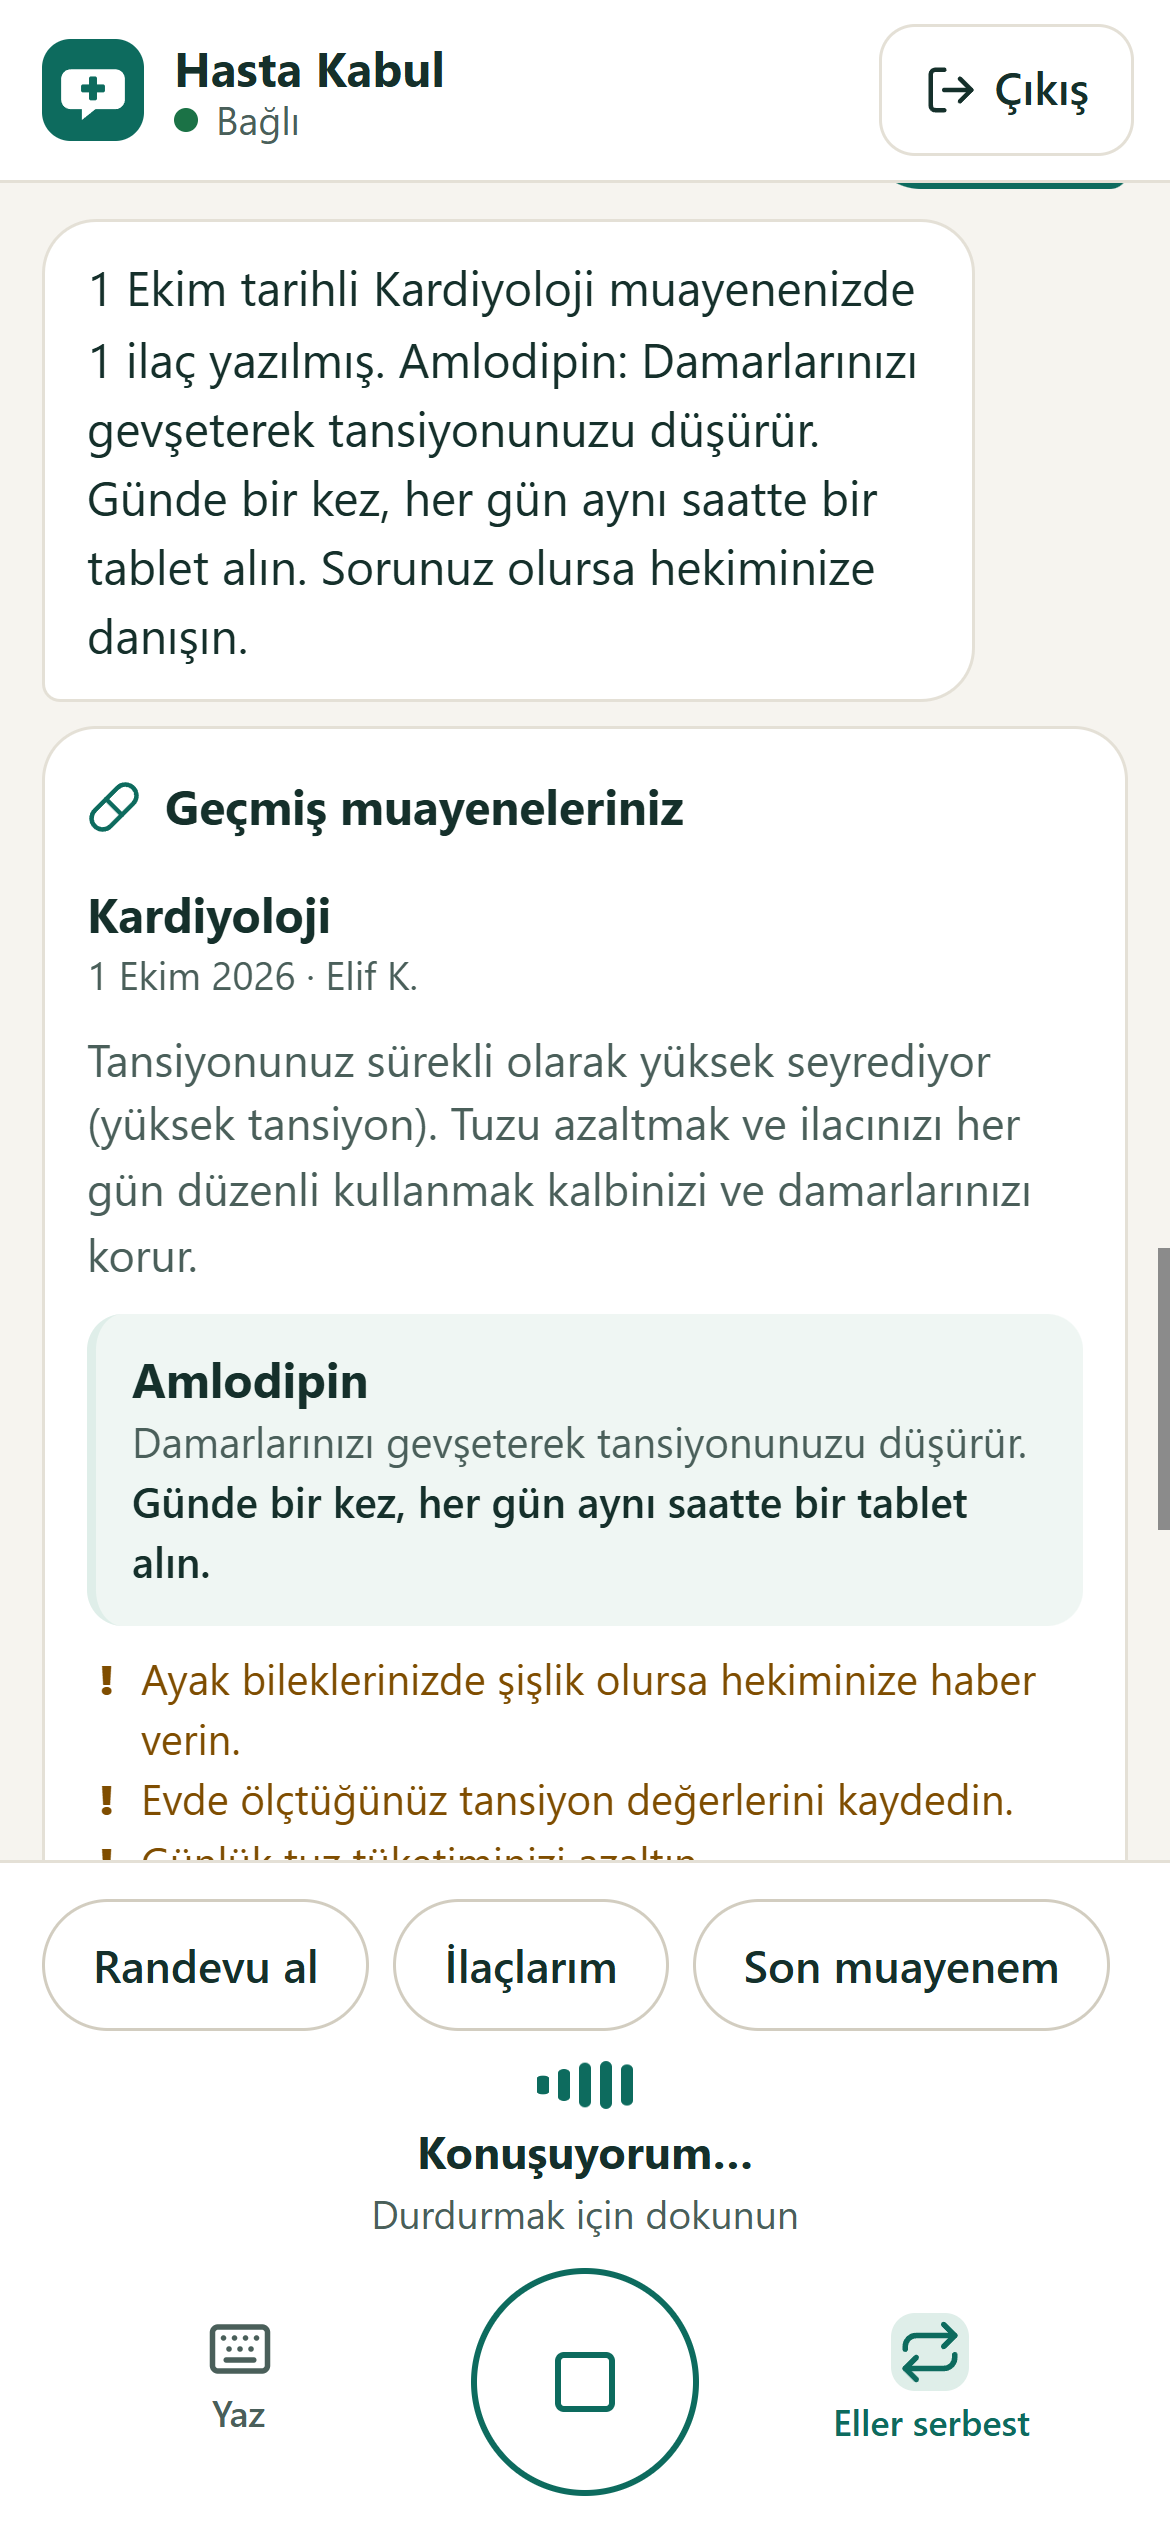 Hasta Kabul
Bağlı
Çıkış
1 Ekim tarihli Kardiyoloji muayenenizde
1 ilaç yazılmış. Amlodipin: Damarlarınızı
gevşeterek tansiyonunuzu düşürür.
Günde bir kez, her gün aynı saatte bir
tablet alın. Sorunuz olursa hekiminize
danışın.
Geçmiş muayeneleriniz
Kardiyoloji
1 Ekim 2026 · Elif K.
Tansiyonunuz sürekli olarak yüksek seyrediyor
(yüksek tansiyon). Tuzu azaltmak ve ilacınızı her
gün düzenli kullanmak kalbinizi ve damarlarınızı
korur.
Amlodipin
Damarlarınızı gevşeterek tansiyonunuzu düşürür.
Günde bir kez, her gün aynı saatte bir tablet
alın.
! Ayak bileklerinizde şişlik olursa hekiminize haber
verin.
! Evde ölçtüğünüz tansiyon değerlerini kaydedin.
! Günlük tuz tüketiminizi azaltın.
Randevu al
İlaçlarım
Son muayenem
Konuşuyorum...
Durdurmak için dokunun
Yaz
Eller serbest